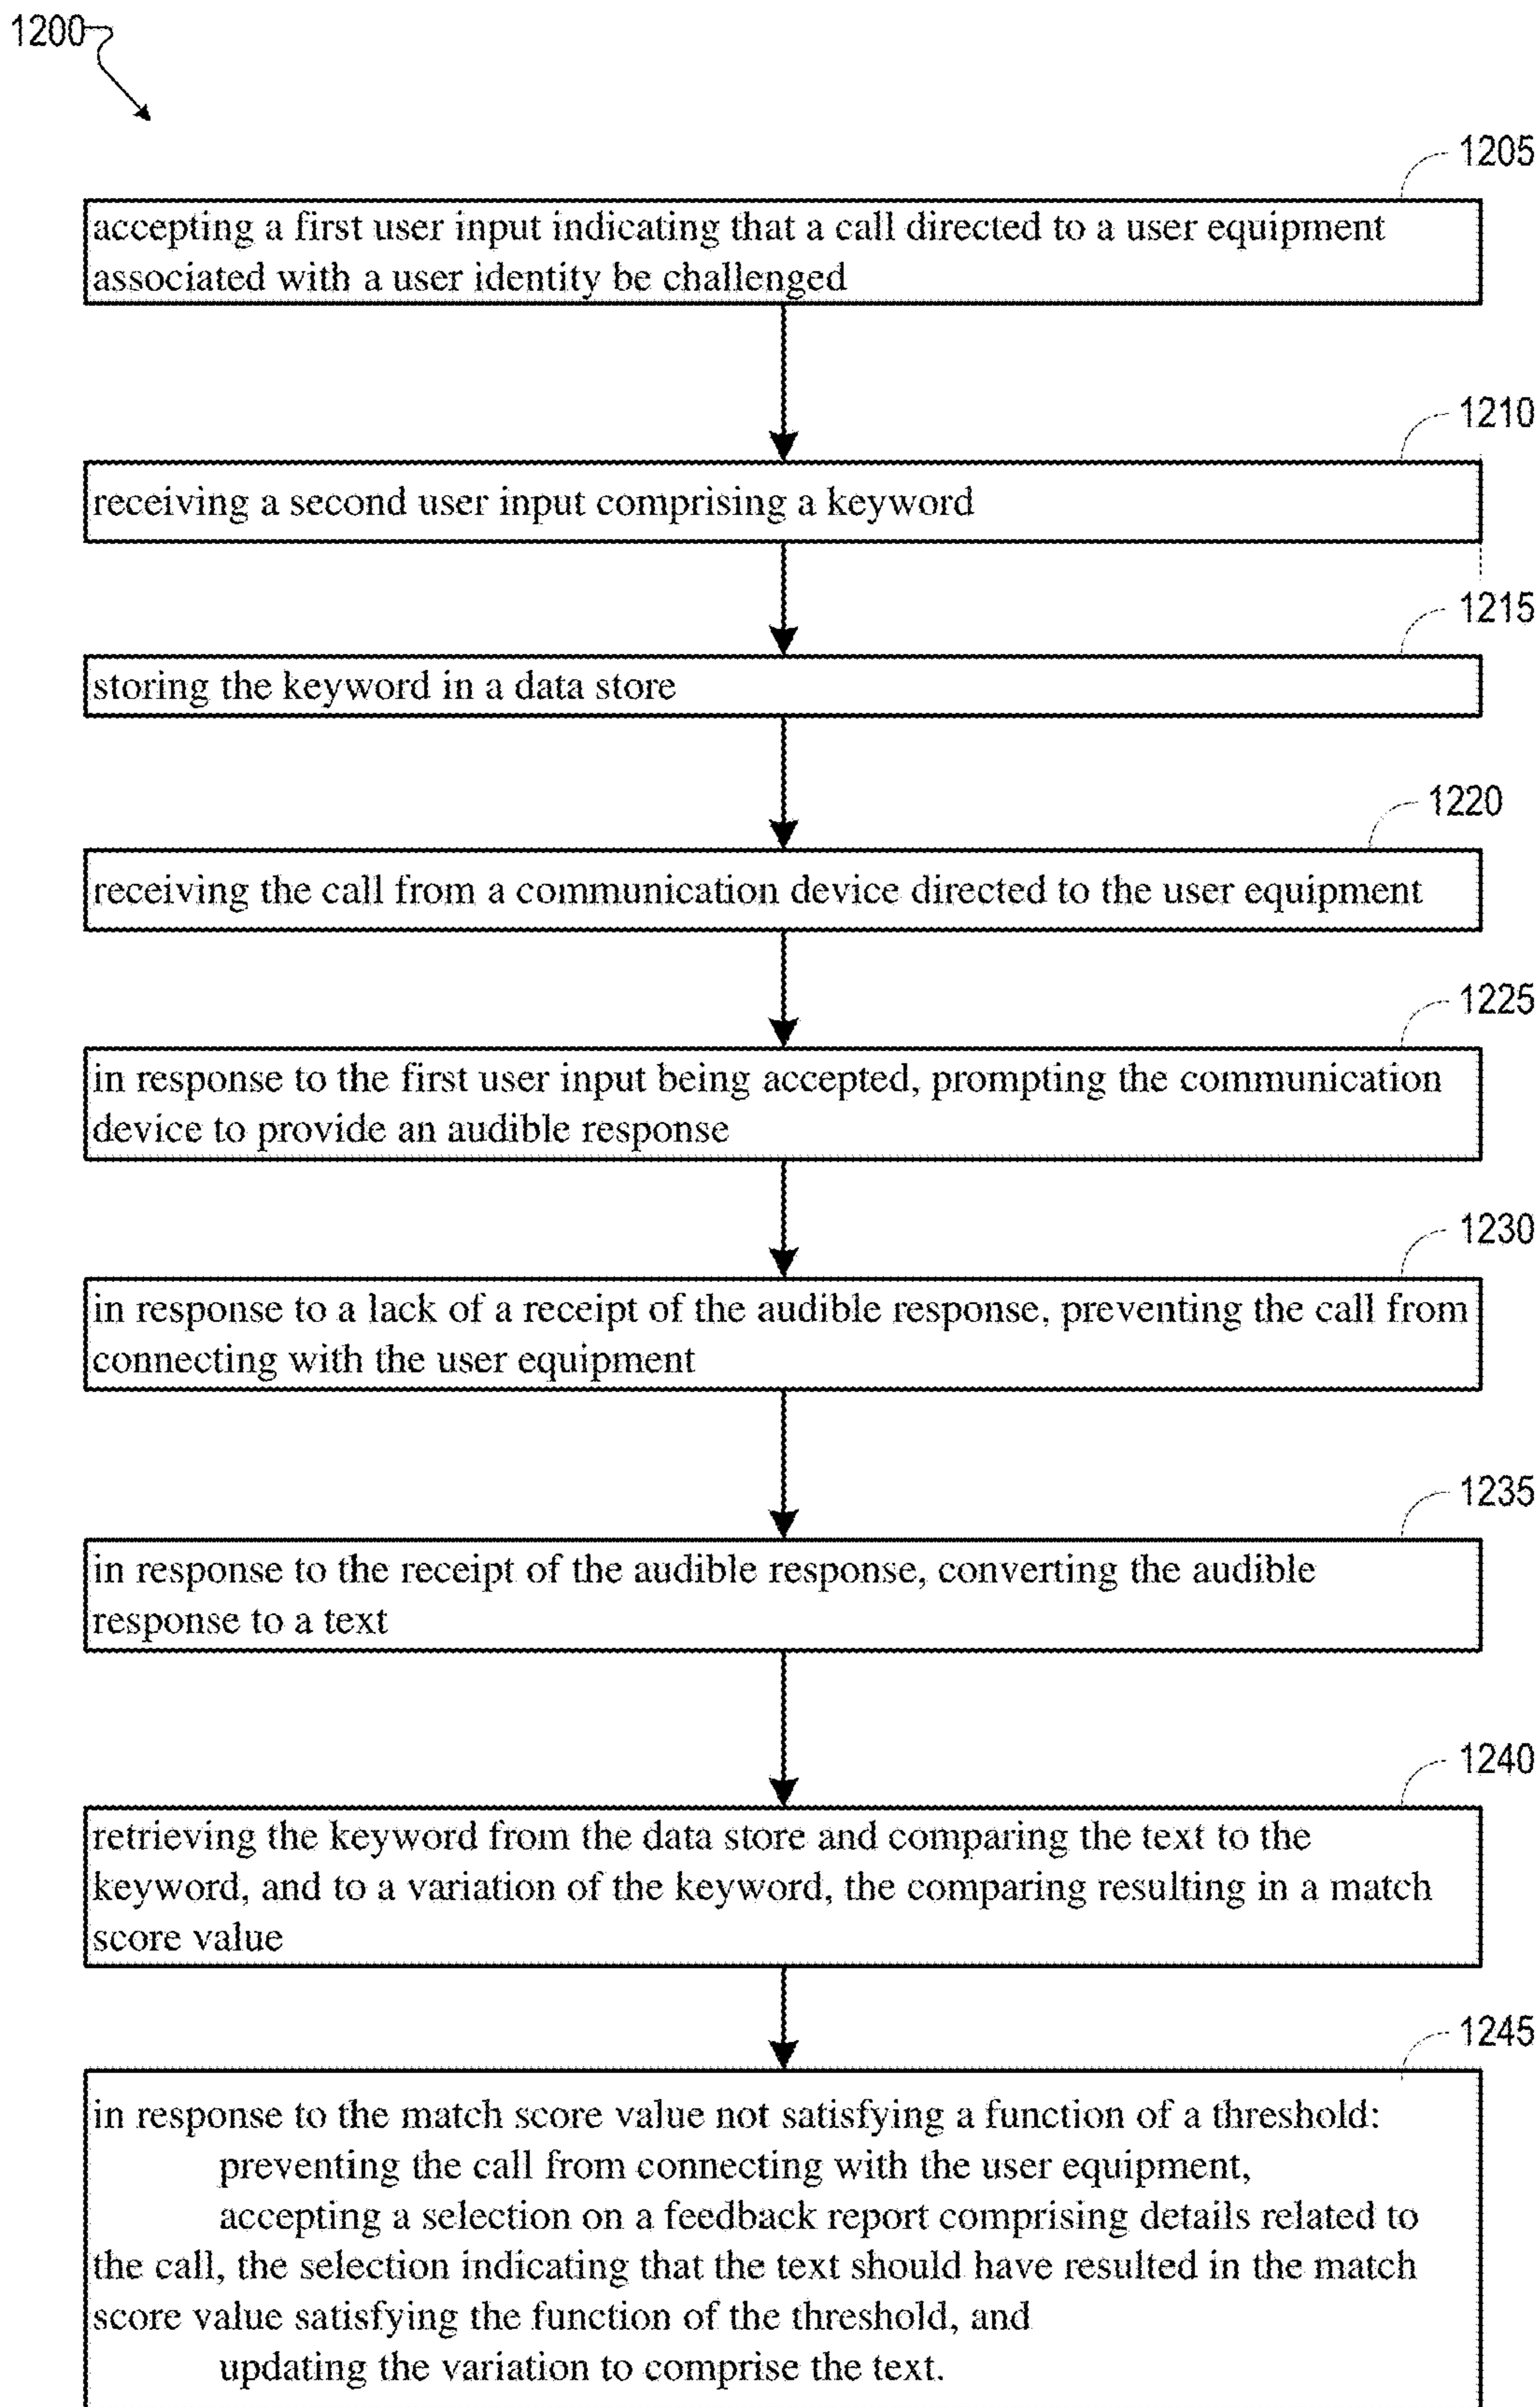 1200
1205
accepting a first user input indicating that a call directed to a user equipment
associated with a user identity be challenged
1210
receiving a second user input comprising a keyword
1215
storing the keyword in a data store
1220
receiving the call from a communication device directed to the user equipment
1225
in response to the first user input being accepted, prompting the communication
device to provide an audible response
1230
in response to a lack of a receipt of the audible response, preventing the call from
connecting with the user equipment
1235
in response to the receipt of the audible response, converting the audible
response to a text
1240
retrieving the keyword from the data store and comparing the text to the
keyword, and to a variation of the keyword, the comparing resulting in a match
score value
1245
in response to the match score value not satisfying a function of a threshold:
preventing the call from connecting with the user equipment,
accepting a selection on a feedback report comprising details related to
the call, the selection indicating that the text should have resulted in the match
score value satisfying the function of the threshold, and
updating the variation to comprise the text.